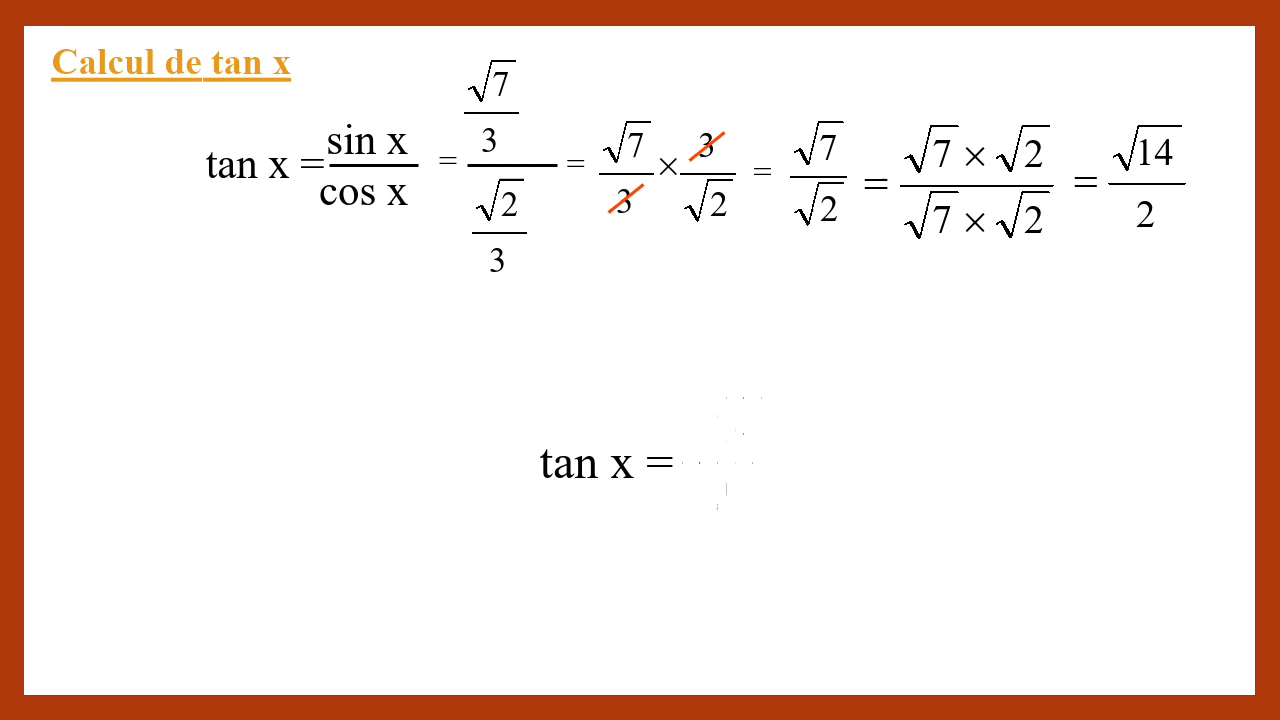 Calcul de tan x
tan x = sin x / cos x = (√7/3) / (√2/3) = √7/3 × 3/√2 = √7/√2 = (√7 × √2)/(√7 × √2) = √14/2
tan x =